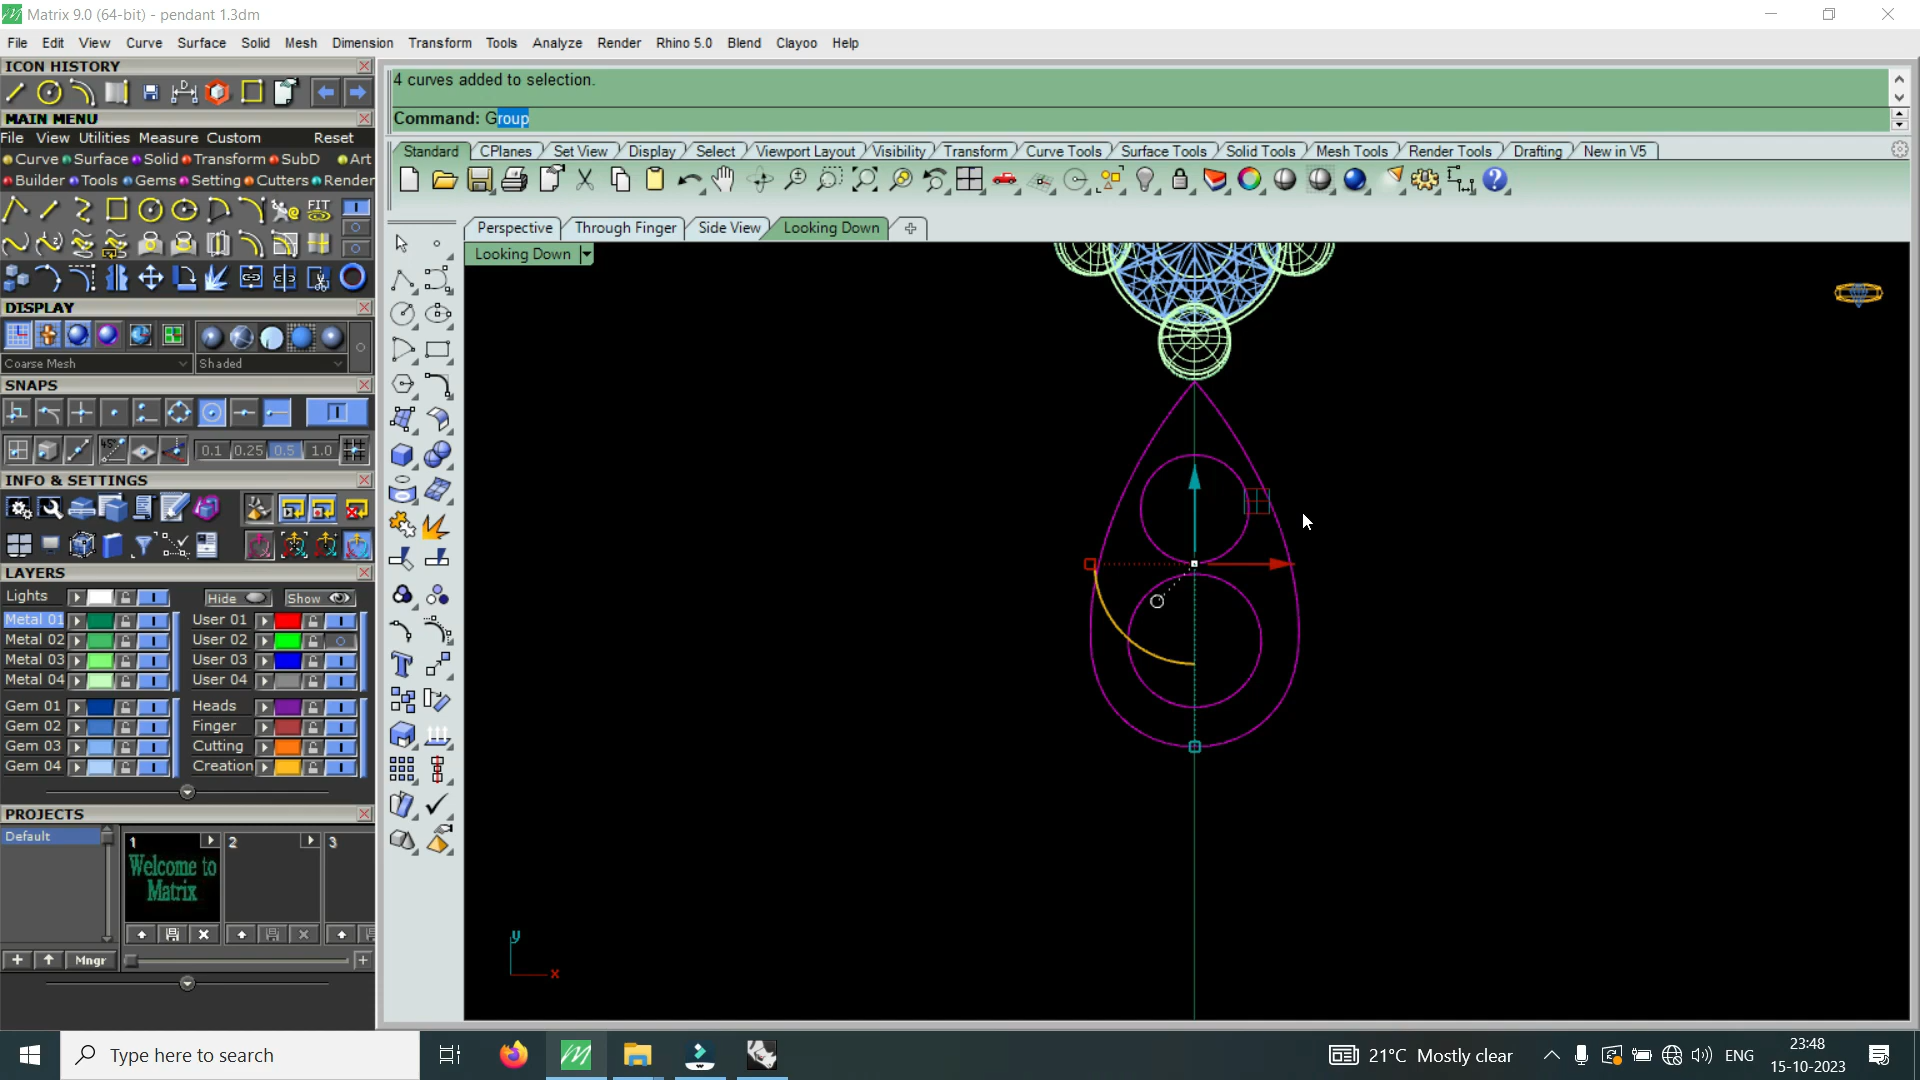 Matrix 9.0 (64-bit) - pendant 1.3dm
File Edit View Curve Surface Solid Mesh Dimension Transform Tools Analyze Render Rhino 5.0 Blend Clayoo Help
ICON HISTORY
4 curves added to selection.
Command: Group
MAIN MENU
File View Utilities Measure Custom Reset
Curve Surface Solid Transform SubD Art
Builder Tools Gems Setting Cutters Render
Standard CPlanes Set View Display Select Viewport Layout Visibility Transform Curve Tools Surface Tools Solid Tools Mesh Tools Render Tools Drafting New in V5
FIT
Perspective Through Finger Side View Looking Down
Looking Down
DISPLAY
Coarse Mesh Shaded
SNAPS
0.1 0.25 0.5 1.0
INFO & SETTINGS
LAYERS
Lights Hide Show
Metal 01 User 01
Metal 02 User 02
Metal 03 User 03
Metal 04 User 04
Gem 01 Heads
Gem 02 Finger
Gem 03 Cutting
Gem 04 Creation
PROJECTS
Default
1 2 3
Welcome to
Matrix
Mngr
y
x
Type here to search
21°C Mostly clear
ENG
23:48
15-10-2023